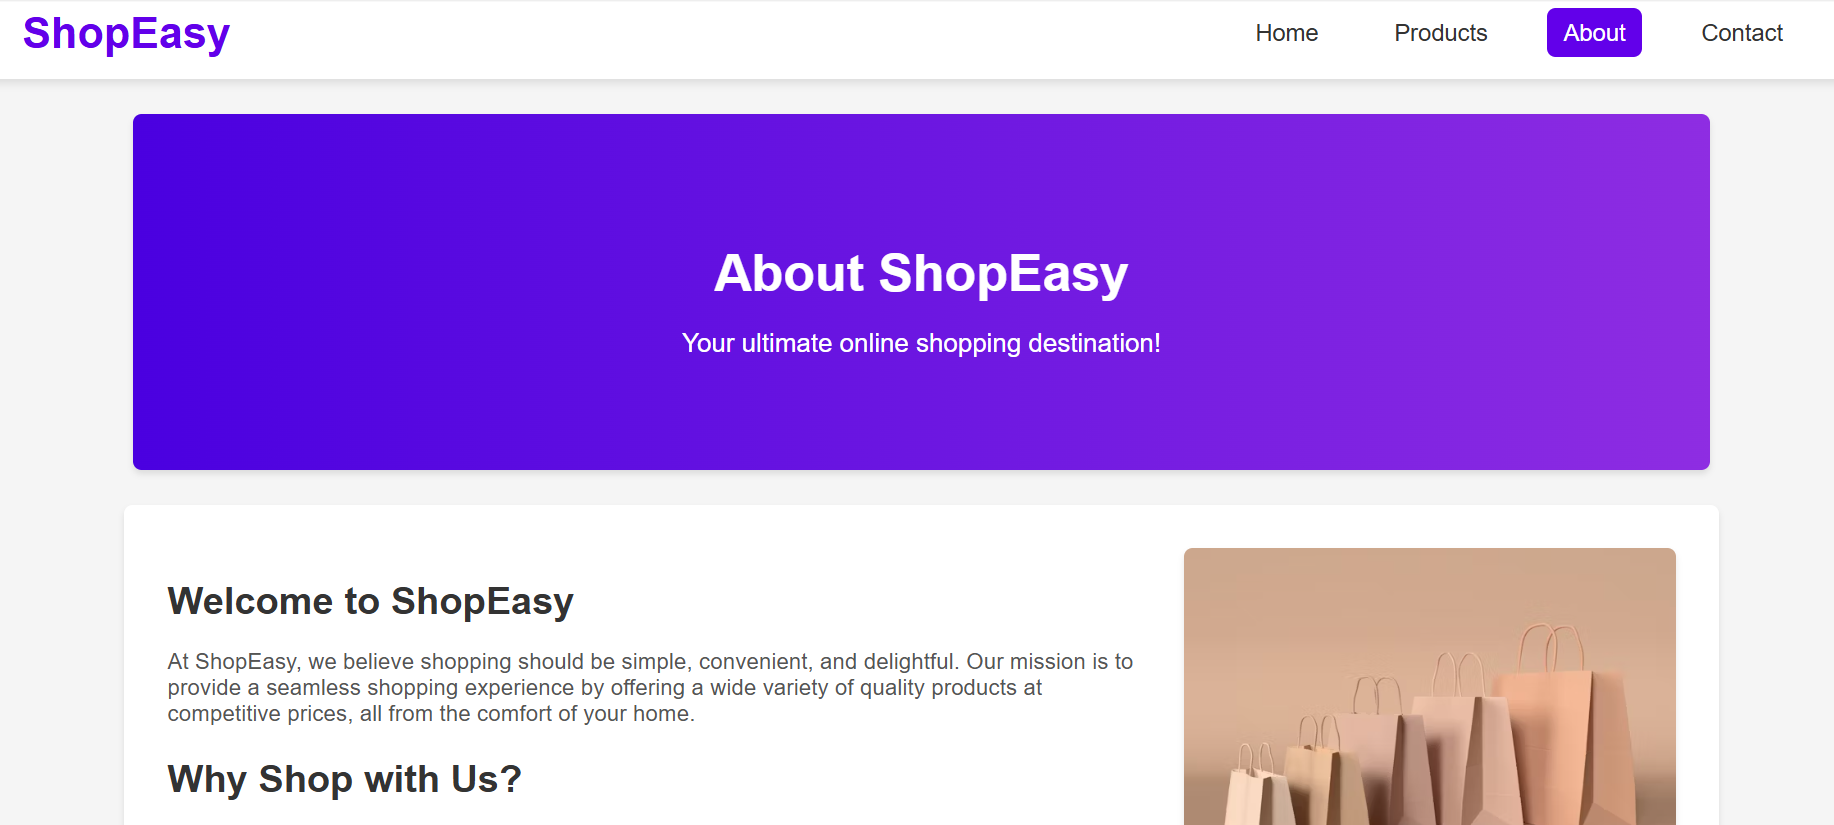 ShopEasy
Home
Products
About
Contact
About ShopEasy
Your ultimate online shopping destination!
Welcome to ShopEasy
At ShopEasy, we believe shopping should be simple, convenient, and delightful. Our mission is to
provide a seamless shopping experience by offering a wide variety of quality products at
competitive prices, all from the comfort of your home.
Why Shop with Us?